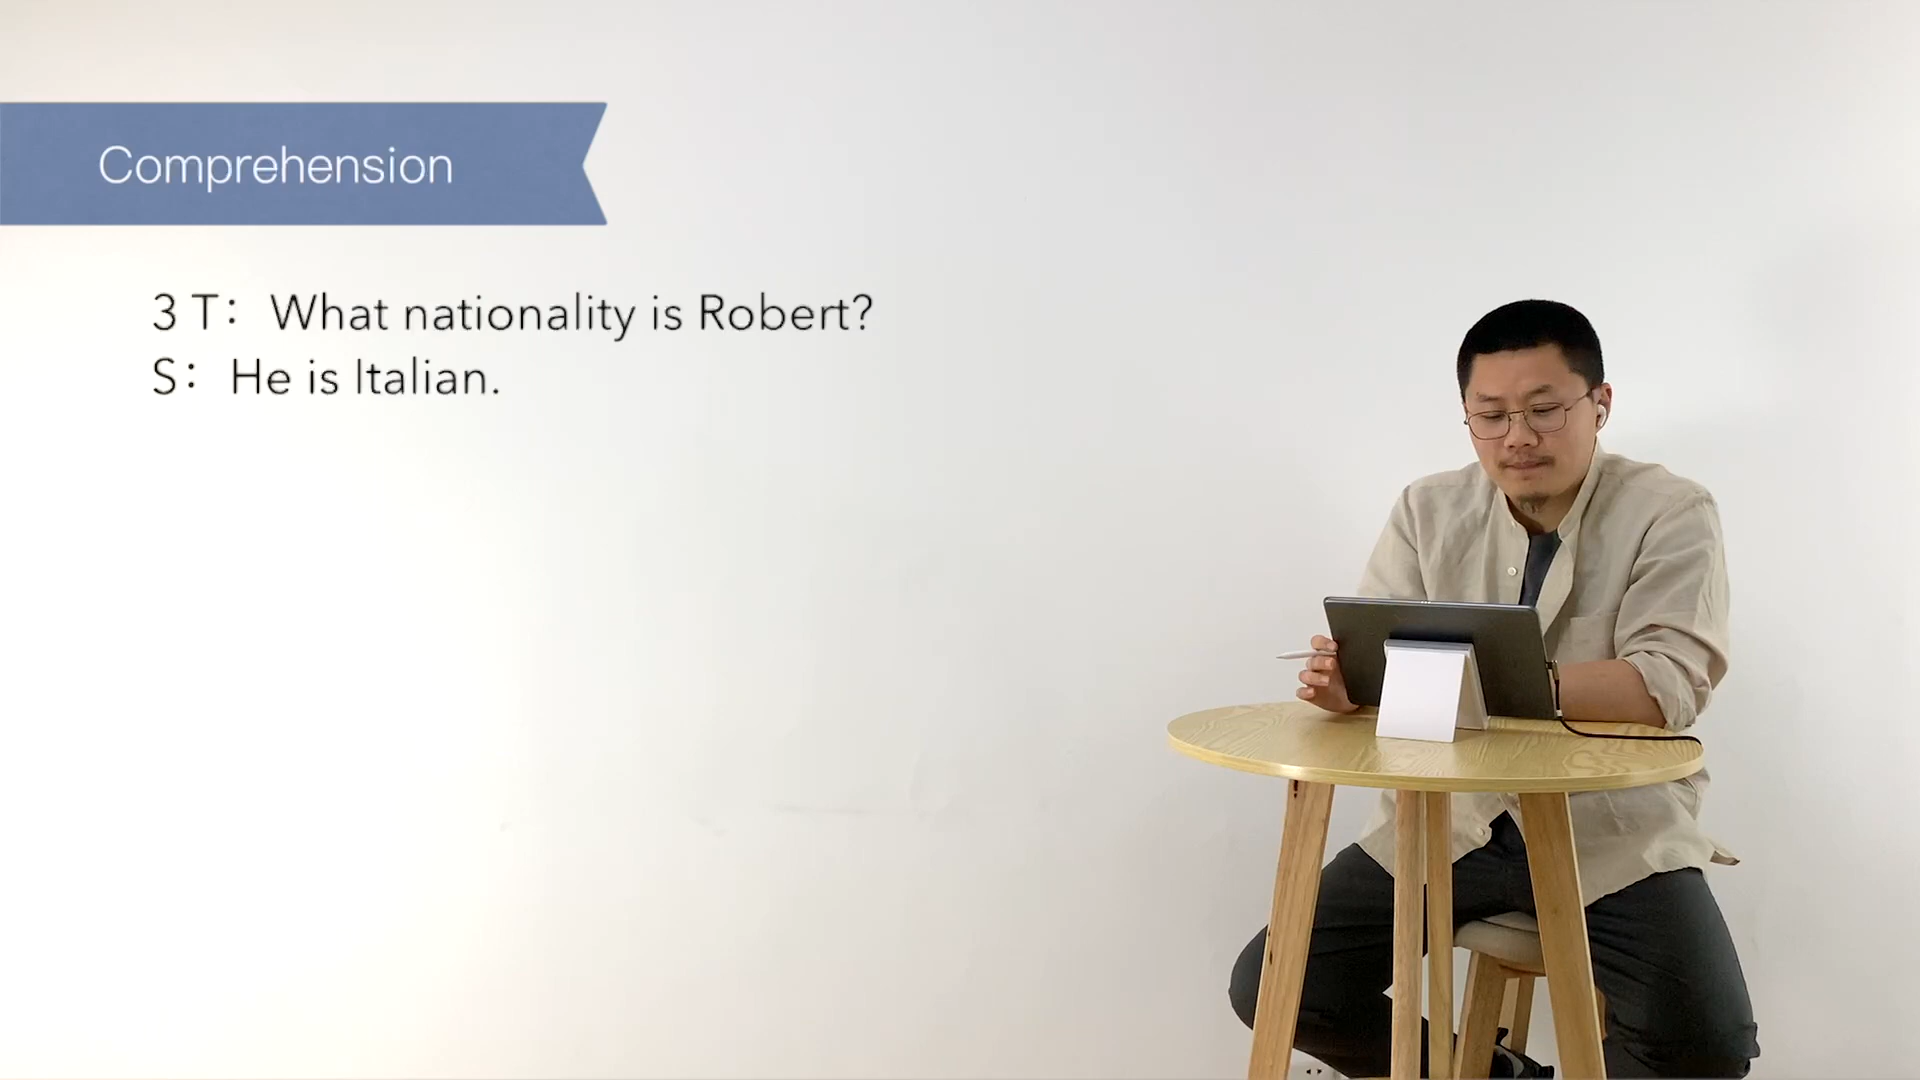 Comprehension
3 T：What nationality is Robert?
S：He is Italian.